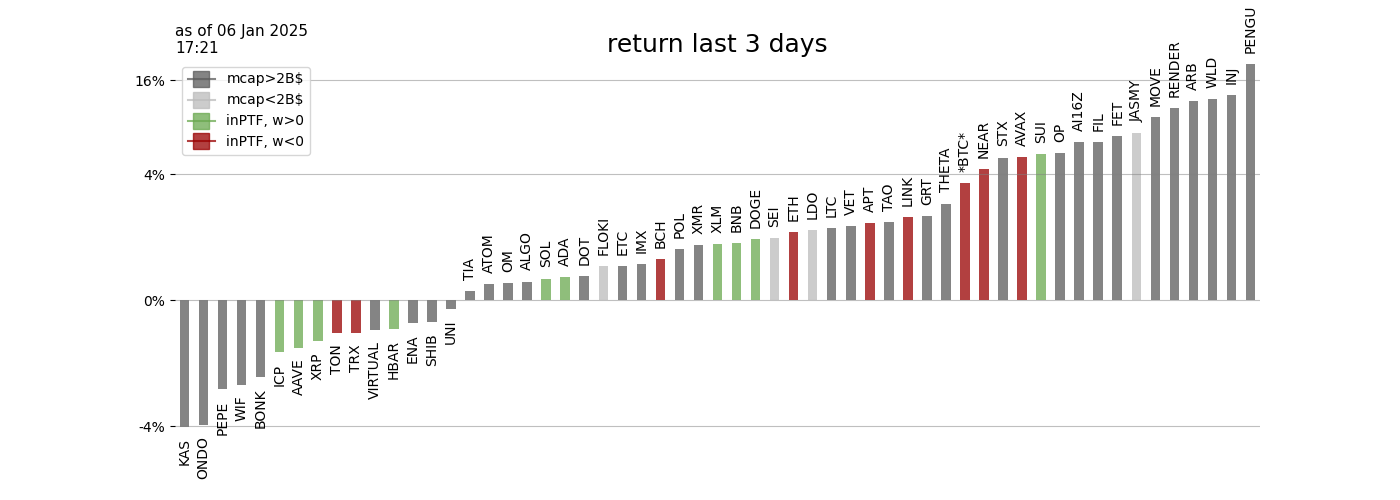 as of 06 Jan 2025
17:21
return last 3 days
mcap>2B$
mcap<2B$
inPTF, w>0
inPTF, w<0
16%
4%
0%
-4%
KAS
ONDO
PEPE
WIF
BONK
ICP
AAVE
XRP
TON
TRX
VIRTUAL
HBAR
ENA
SHIB
UNI
TIA
ATOM
OM
ALGO
SOL
ADA
DOT
FLOKI
ETC
IMX
BCH
POL
XMR
XLM
BNB
DOGE
SEI
ETH
LDO
LTC
VET
APT
TAO
LINK
GRT
THETA
*BTC*
NEAR
STX
AVAX
SUI
OP
AI16Z
FIL
FET
JASMY
MOVE
RENDER
ARB
WLD
INJ
PENGU